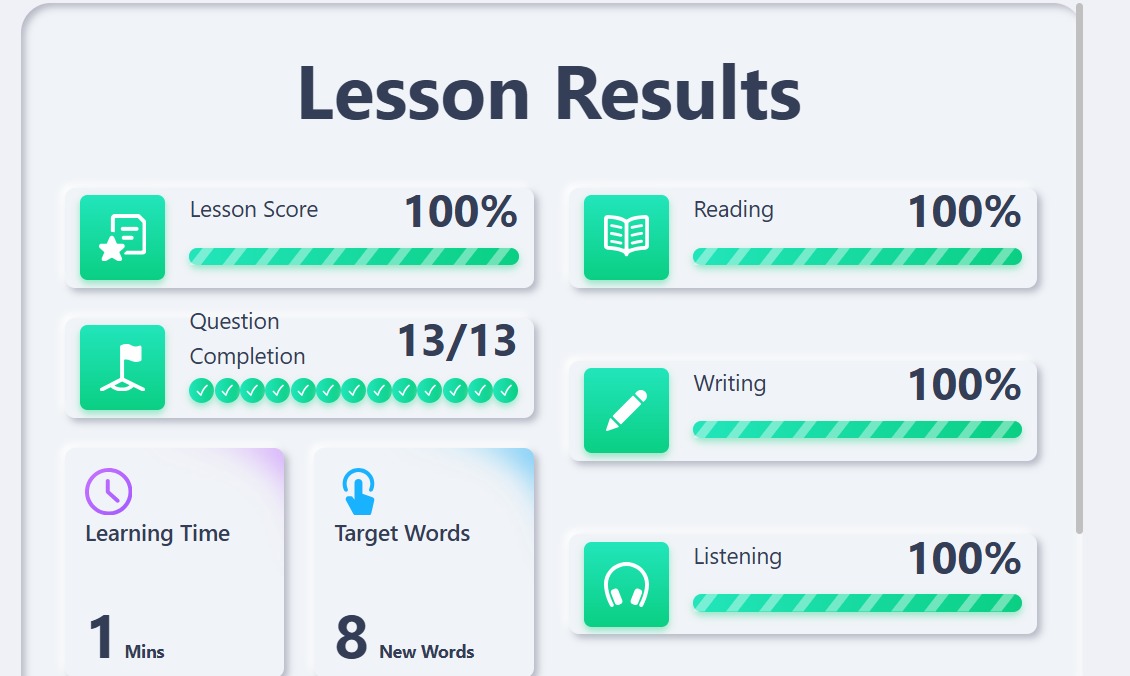 Lesson Results
Lesson Score
100%
Question
Completion
13/13
Learning Time
1 Mins
Target Words
8 New Words
Reading
100%
Writing
100%
Listening
100%